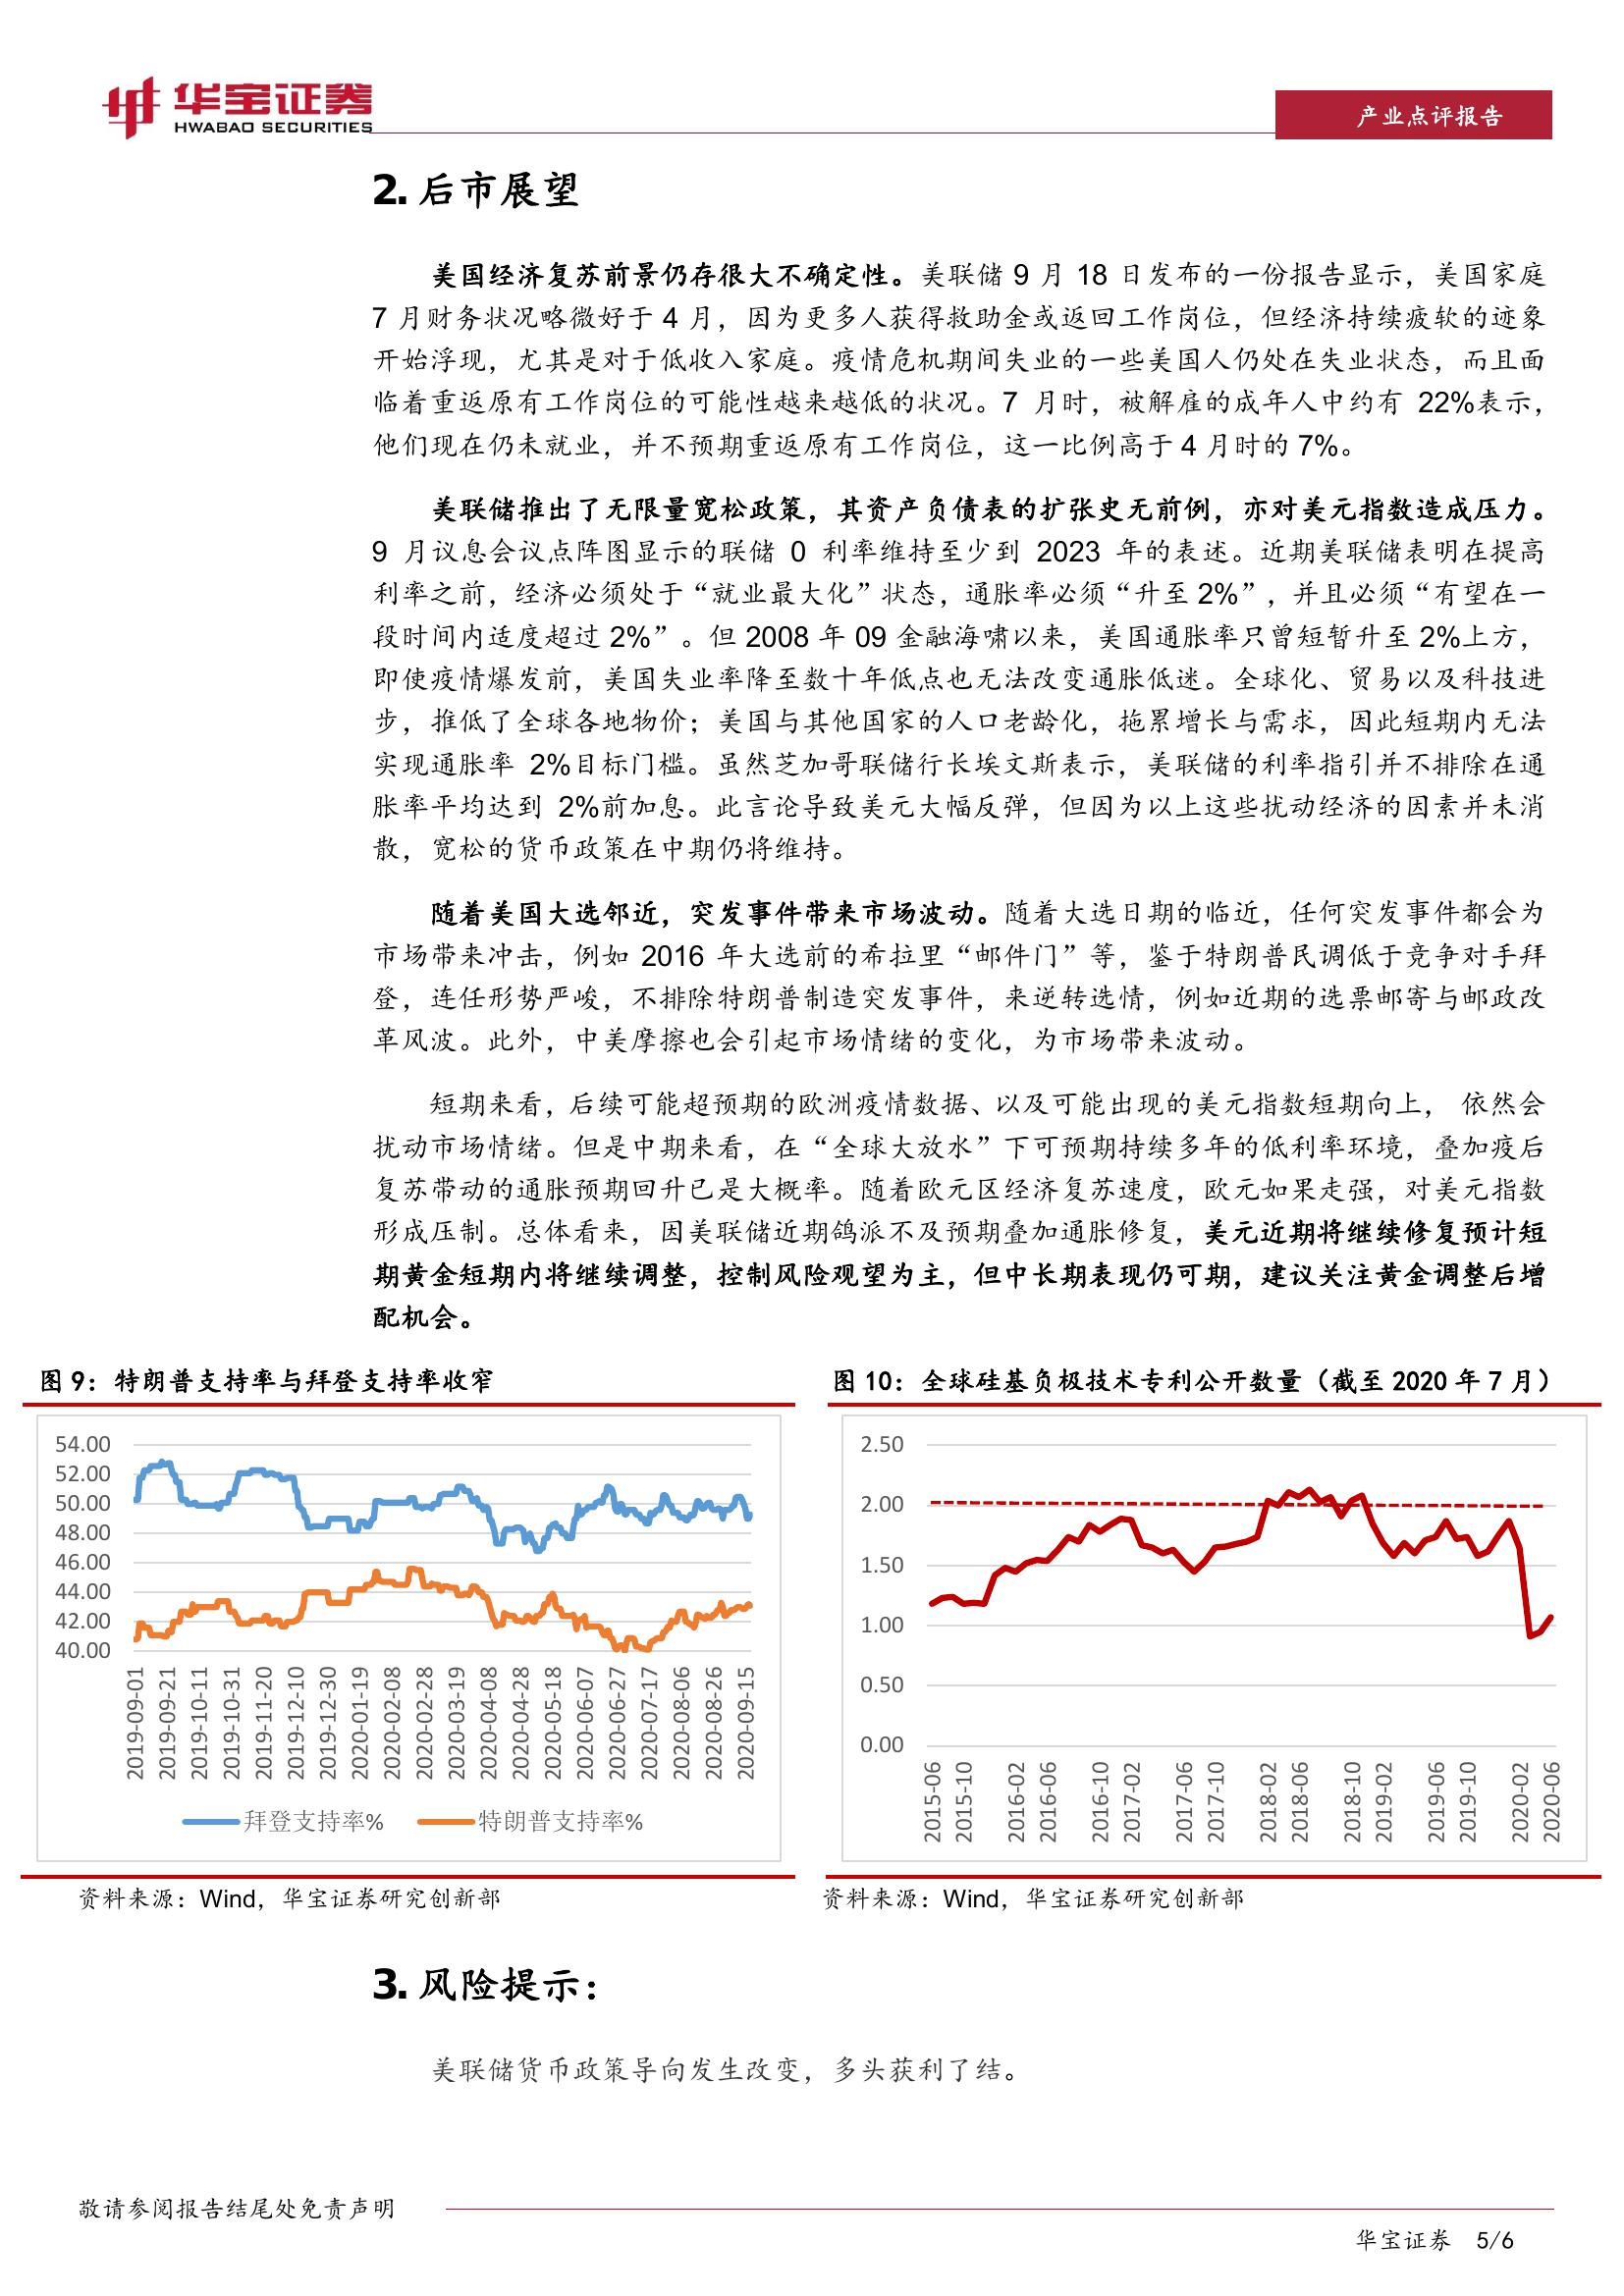 华宝证券
HWABAO SECURITIES
产业点评报告
2. 后市展望
美国经济复苏前景仍存很大不确定性。美联储 9 月 18 日发布的一份报告显示，美国家庭
7 月财务状况略微好于 4 月，因为更多人获得救助金或返回工作岗位，但经济持续疲软的迹象
开始浮现，尤其是对于低收入家庭。疫情危机期间失业的一些美国人仍处在失业状态，而且面
临着重返原有工作岗位的可能性越来越低的状况。7 月时，被解雇的成年人中约有 22%表示，
他们现在仍未就业，并不预期重返原有工作岗位，这一比例高于 4 月时的 7%。
美联储推出了无限量宽松政策，其资产负债表的扩张史无前例，亦对美元指数造成压力。
9 月议息会议点阵图显示的联储 0 利率维持至少到 2023 年的表述。近期美联储表明在提高
利率之前，经济必须处于“就业最大化”状态，通胀率必须“升至 2%”，并且必须“有望在一
段时间内适度超过 2%”。但 2008 年 09 金融海啸以来，美国通胀率只曾短暂升至 2%上方，
即使疫情爆发前，美国失业率降至数十年低点也无法改变通胀低迷。全球化、贸易以及科技进
步，推低了全球各地物价；美国与其他国家的人口老龄化，拖累增长与需求，因此短期内无法
实现通胀率 2%目标门槛。虽然芝加哥联储行长埃文斯表示，美联储的利率指引并不排除在通
胀率平均达到 2%前加息。此言论导致美元大幅反弹，但因为以上这些扰动经济的因素并未消
散，宽松的货币政策在中期仍将维持。
随着美国大选邻近，突发事件带来市场波动。随着大选日期的临近，任何突发事件都会为
市场带来冲击，例如 2016 年大选前的希拉里“邮件门”等，鉴于特朗普民调低于竞争对手拜
登，连任形势严峻，不排除特朗普制造突发事件，来逆转选情，例如近期的选票邮寄与邮政改
革风波。此外，中美摩擦也会引起市场情绪的变化，为市场带来波动。
短期来看，后续可能超预期的欧洲疫情数据、以及可能出现的美元指数短期向上， 依然会
扰动市场情绪。但是中期来看，在“全球大放水”下可预期持续多年的低利率环境，叠加疫后
复苏带动的通胀预期回升已是大概率。随着欧元区经济复苏速度，欧元如果走强，对美元指数
形成压制。总体看来，因美联储近期鸽派不及预期叠加通胀修复，美元近期将继续修复预计短
期黄金短期内将继续调整，控制风险观望为主，但中长期表现仍可期，建议关注黄金调整后增
配机会。
图 9：特朗普支持率与拜登支持率收窄
54.00
52.00
50.00
48.00
46.00
44.00
42.00
40.00
2019-09-01
2019-09-21
2019-10-11
2019-10-31
2019-11-20
2019-12-10
2019-12-30
2020-01-19
2020-02-08
2020-02-28
2020-03-19
2020-04-08
2020-04-28
2020-05-18
2020-06-07
2020-06-27
2020-07-17
2020-08-06
2020-08-26
2020-09-15
拜登支持率%
特朗普支持率%
资料来源：Wind，华宝证券研究创新部
图 10：全球硅基负极技术专利公开数量（截至 2020 年 7 月）
2.50
2.00
1.50
1.00
0.50
0.00
2015-06
2015-10
2016-02
2016-06
2016-10
2017-02
2017-06
2017-10
2018-02
2018-06
2018-10
2019-02
2019-06
2019-10
2020-02
2020-06
资料来源：Wind，华宝证券研究创新部
3. 风险提示：
美联储货币政策导向发生改变，多头获利了结。
敬请参阅报告结尾处免责声明
华宝证券 5/6